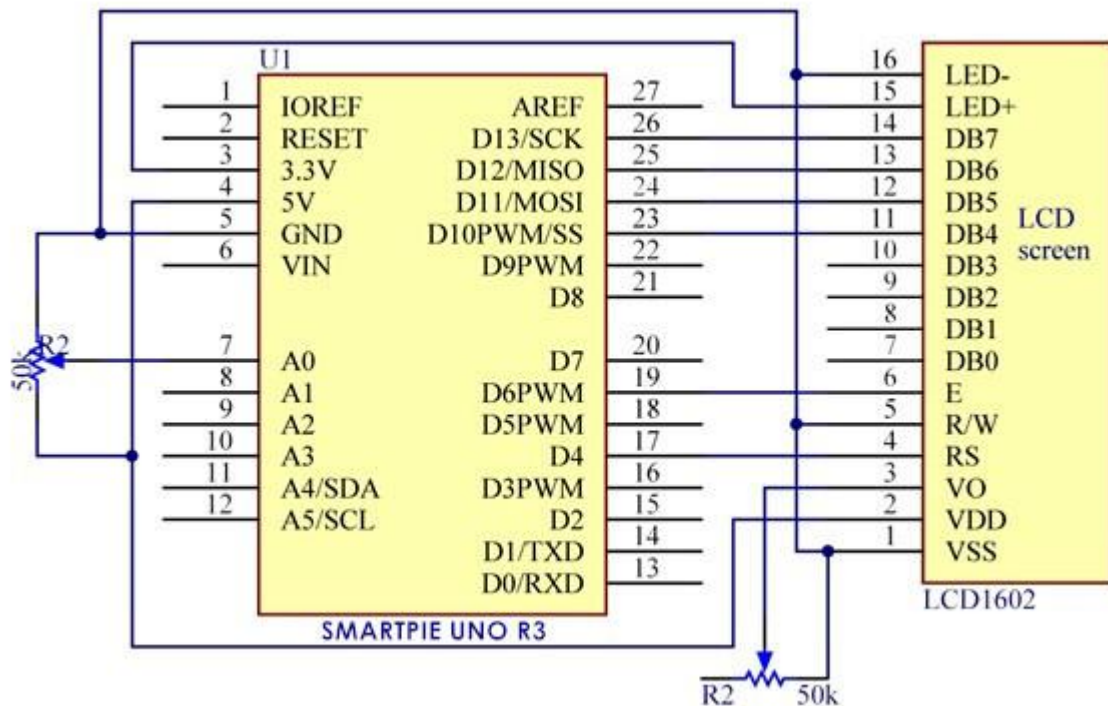 U1
1 IOREF
2 RESET
3 3.3V
4 5V
5 GND
6 VIN
7 A0
8 A1
9 A2
10 A3
11 A4/SDA
12 A5/SCL
AREF 27
D13/SCK 26
D12/MISO 25
D11/MOSI 24
D10PWM/SS 23
D9PWM 22
D8 21
D7 20
D6PWM 19
D5PWM 18
D4 17
D3PWM 16
D2 15
D1/TXD 14
D0/RXD 13
SMARTPIE UNO R3
R2
50k
16 LED-
15 LED+
14 DB7
13 DB6
12 DB5
11 DB4
10 DB3
9 DB2
8 DB1
7 DB0
6 E
5 R/W
4 RS
3 VO
2 VDD
1 VSS
LCD
screen
LCD1602
R2 50k